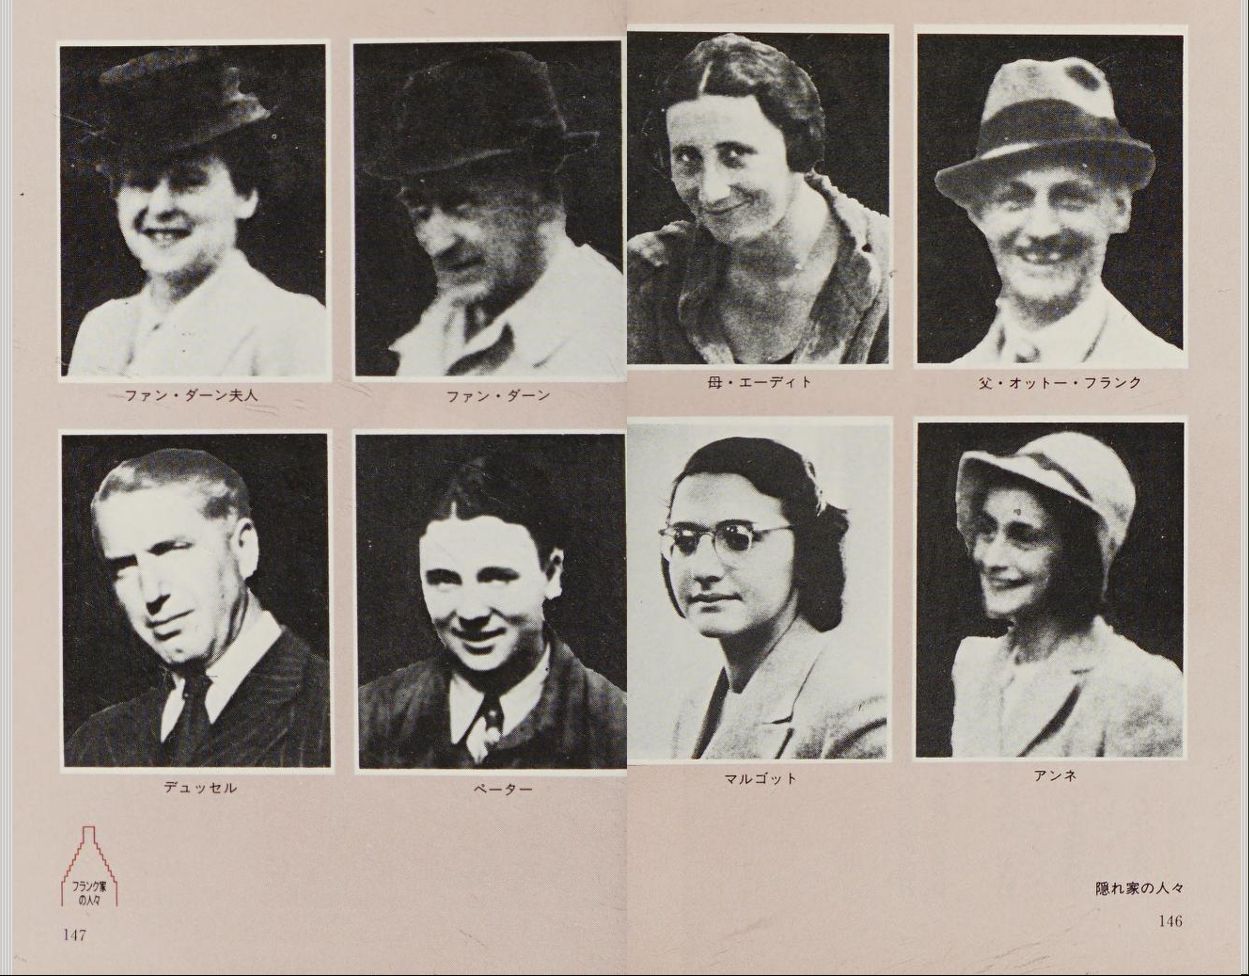 父・オットー・フランク
母・エーディト
ファン・ダーン
ファン・ダーン夫人
アンネ
マルゴット
ペーター
デュッセル
隠れ家の人々
146
フランク家
の人々
147